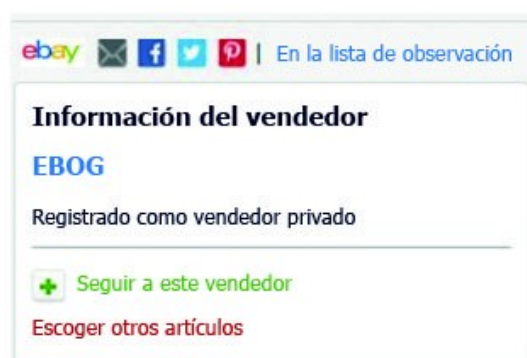 ebay | En la lista de observación
Información del vendedor
EBOG
Registrado como vendedor privado
Seguir a este vendedor
Escoger otros artículos